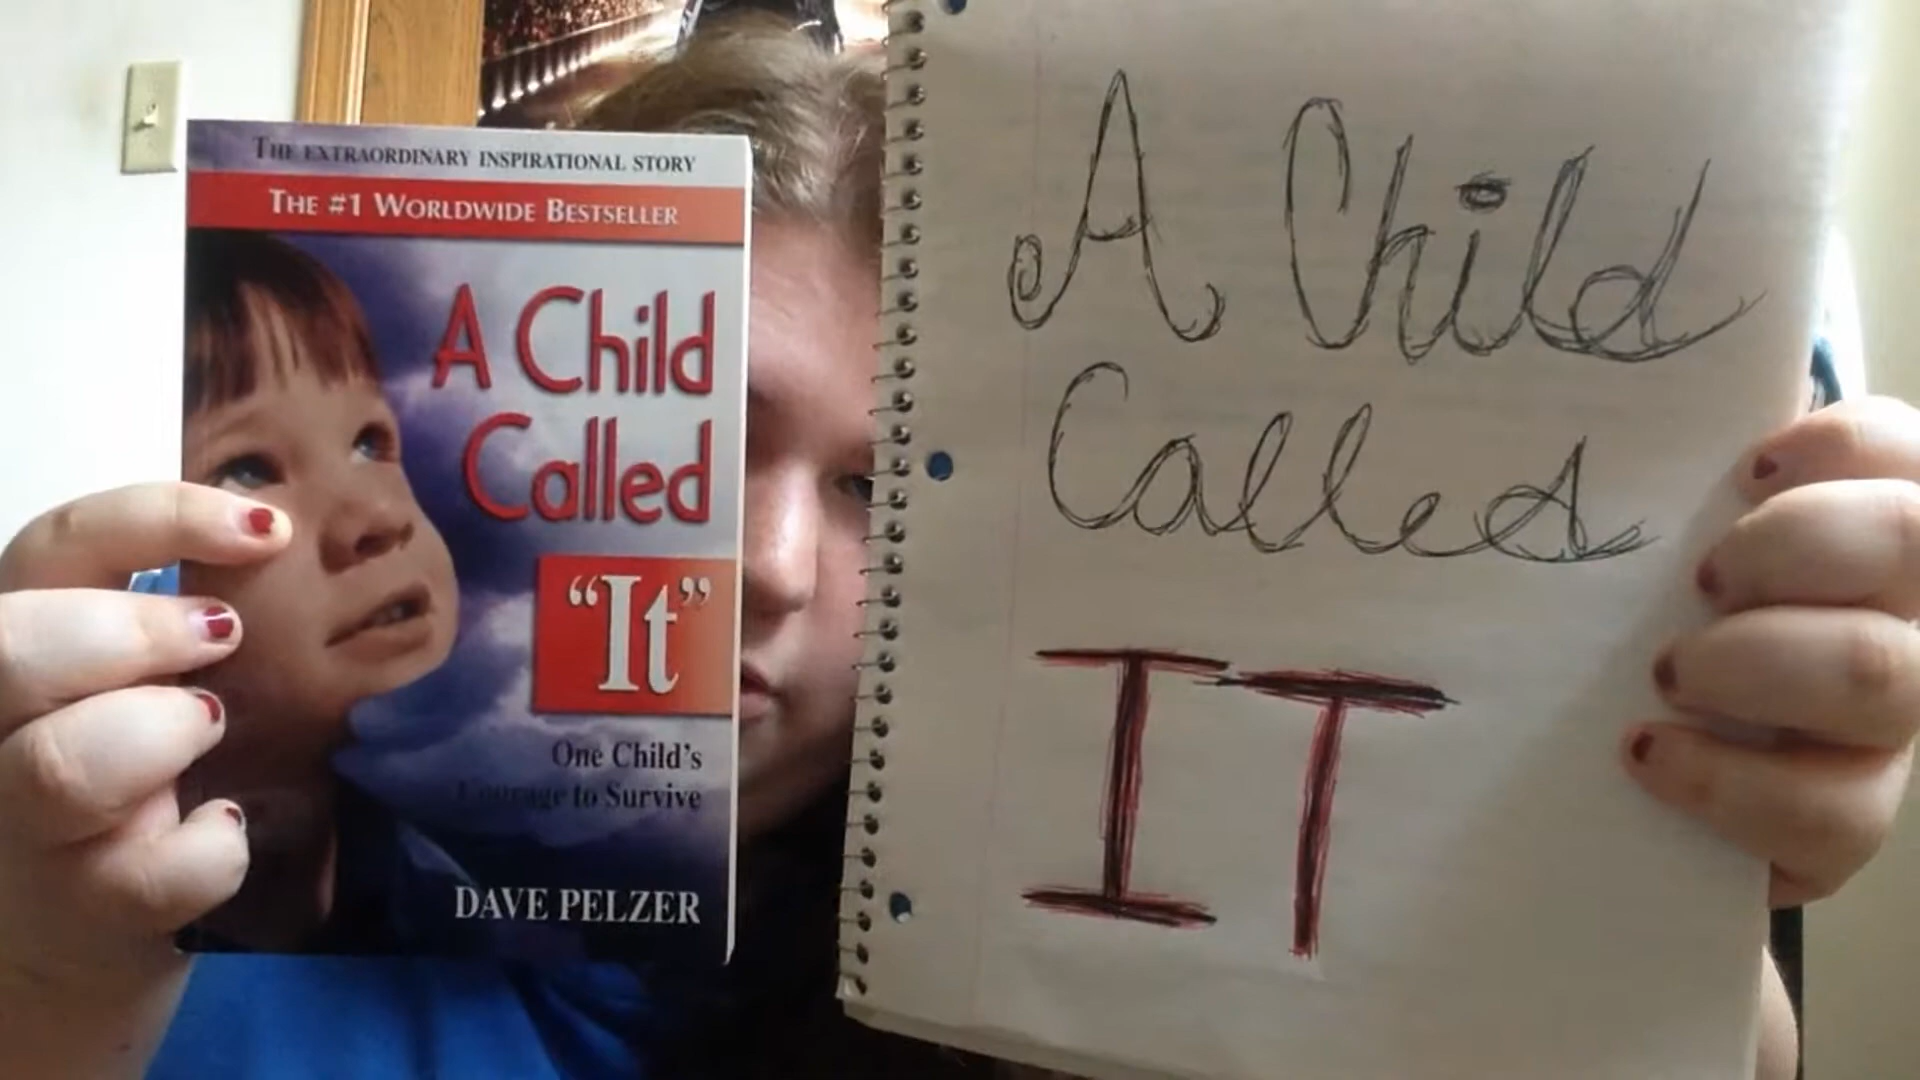 THE EXTRAORDINARY INSPIRATIONAL STORY
THE #1 WORLDWIDE BESTSELLER
A Child
Called
"It"
One Child's
Courage to Survive
DAVE PELZER
A Child
Called
IT